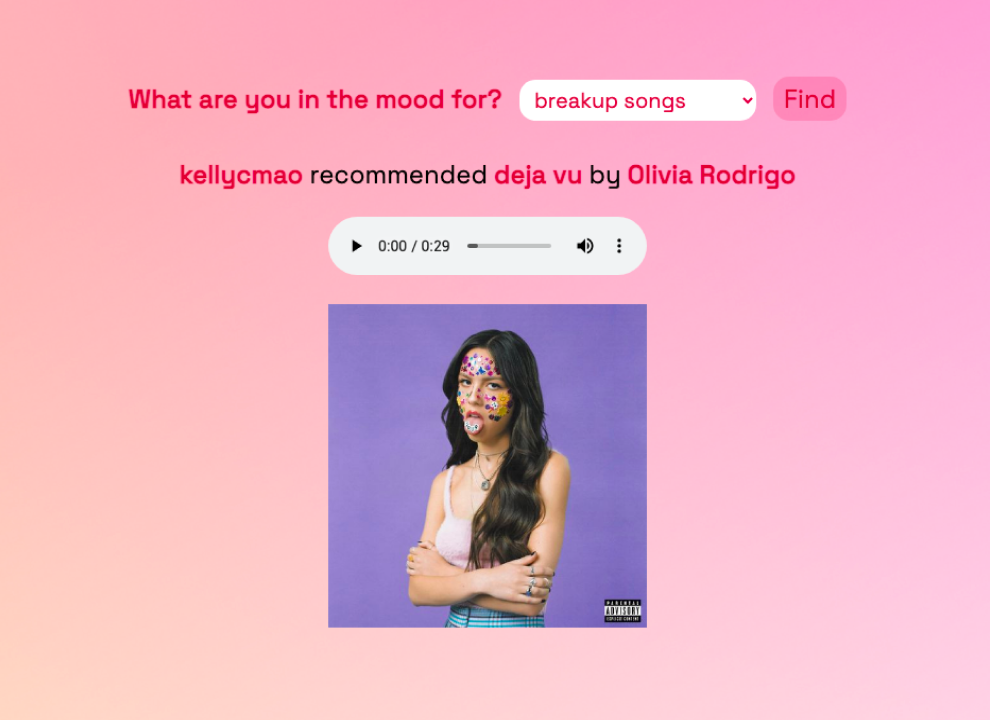 What are you in the mood for? breakup songs Find
kellycmao recommended deja vu by Olivia Rodrigo
0:00 / 0:29
PARENTAL
ADVISORY
EXPLICIT CONTENT